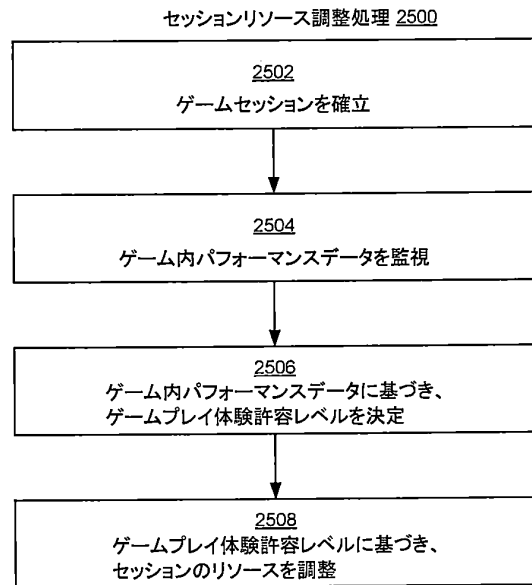 セッションリソース調整処理 2500
2502
ゲームセッションを確立
2504
ゲーム内パフォーマンスデータを監視
2506
ゲーム内パフォーマンスデータに基づき、
ゲームプレイ体験許容レベルを決定
2508
ゲームプレイ体験許容レベルに基づき、
セッションのリソースを調整